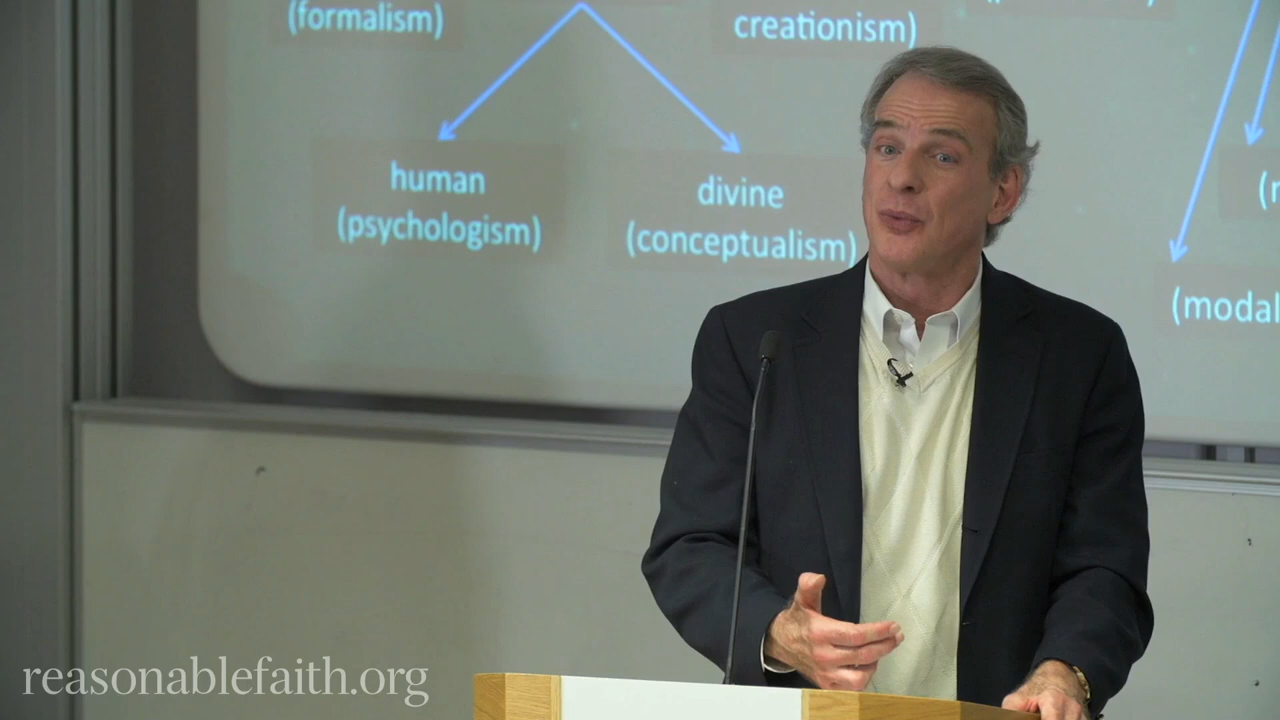 (formalism)
creationism)
human
(psychologism)
divine
(conceptualism)
(modal
reasonablefaith.org